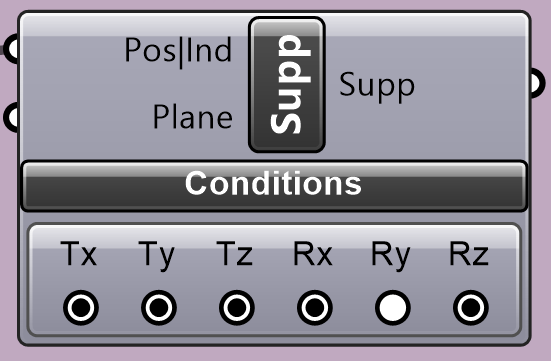 Pos|Ind
Plane
Supp
Supp
Conditions
Tx Ty Tz Rx Ry Rz